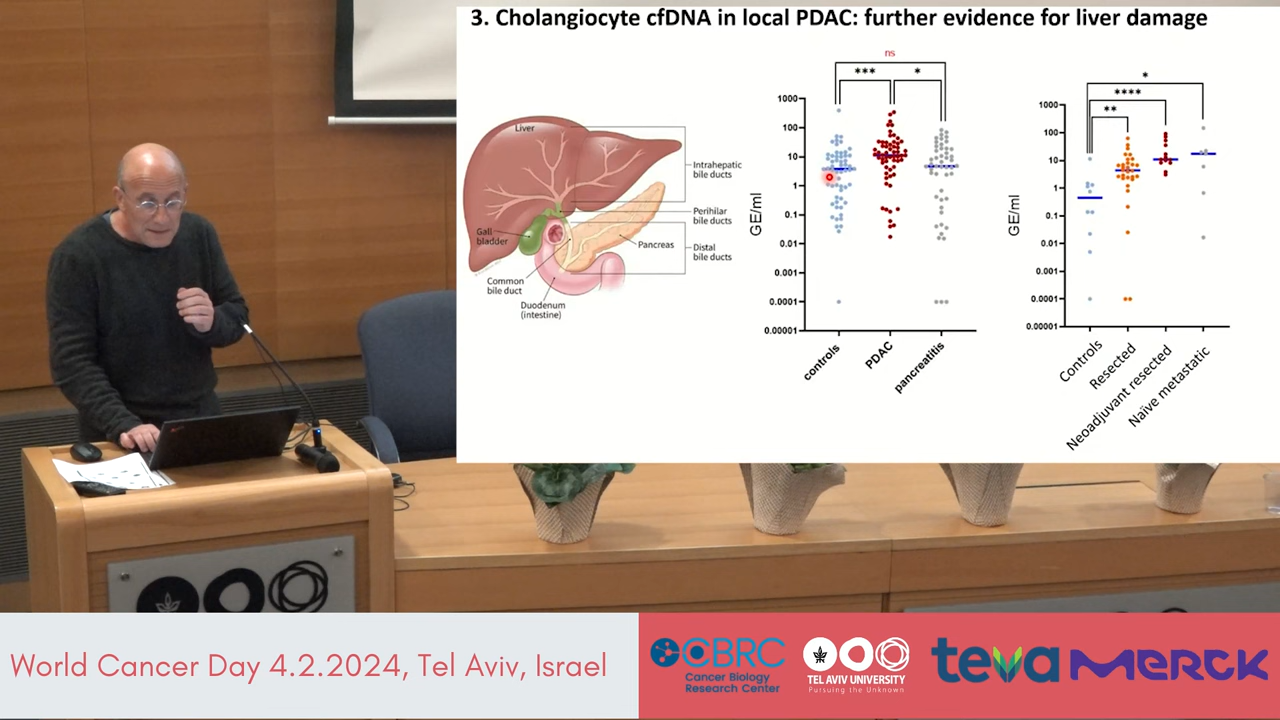 3. Cholangiocyte cfDNA in local PDAC: further evidence for liver damage
Liver
Intrahepatic
bile ducts
Perihilar
bile ducts
Gall
bladder
Pancreas
Distal
bile ducts
Common
bile duct
Duodenum
(intestine)
ns
***
*
GE/ml
1000
100
10
1
0.1
0.01
0.001
0.0001
0.00001
controls
PDAC
pancreatitis
*
****
**
GE/ml
1000
100
10
1
0.1
0.01
0.001
0.0001
0.00001
Controls
Resected
Neoadjuvant resected
Naïve metastatic
World Cancer Day 4.2.2024, Tel Aviv, Israel
CBRC
Cancer Biology
Research Center
TEL AVIV UNIVERSITY
Pursuing the Unknown
teva
MERCK